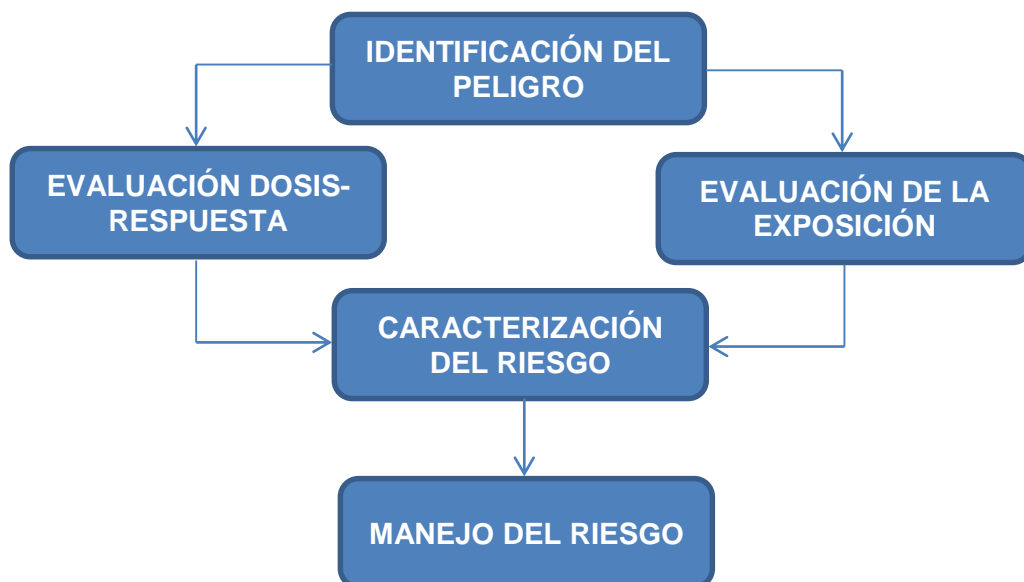 IDENTIFICACIÓN DEL
PELIGRO
EVALUACIÓN DOSIS-
RESPUESTA
EVALUACIÓN DE LA
EXPOSICIÓN
CARACTERIZACIÓN
DEL RIESGO
MANEJO DEL RIESGO